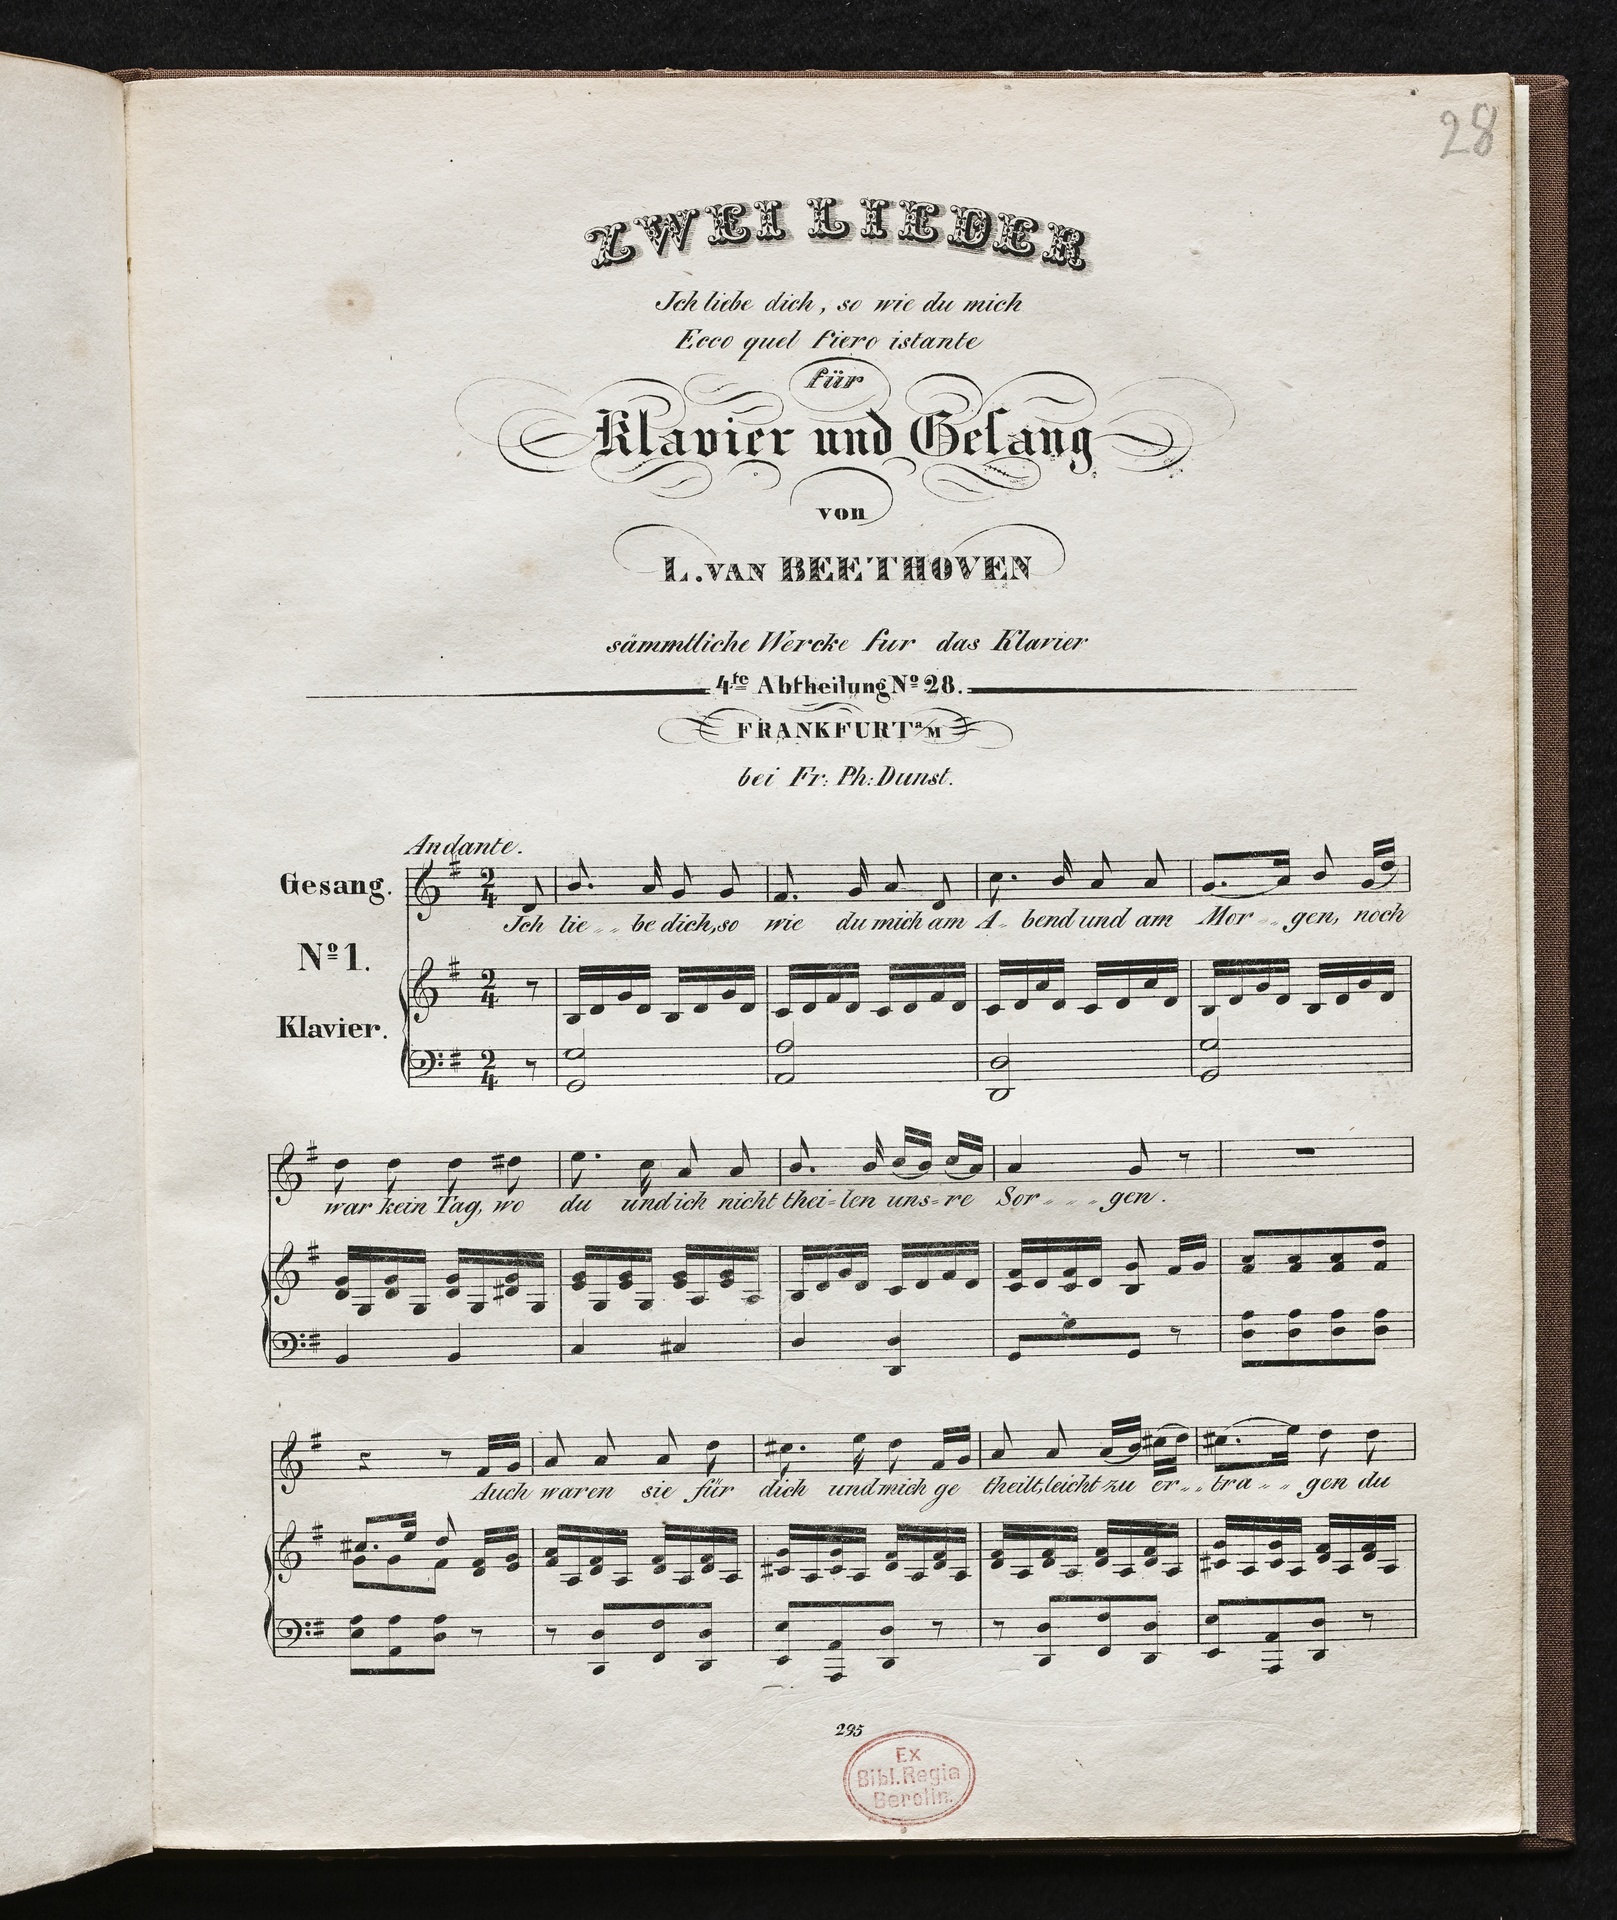 28
ZWEI LIEDER
Ich liebe dich, so wie du mich
Ecco quel fiero istante
für
Klavier und Gesang
von
L. VAN BEETHOVEN
sämmtliche Wercke fur das Klavier
4te Abtheilung No 28.
FRANKFURT a/M
bei Fr: Ph: Dunst.
Andante.
Gesang.
Ich lie - - be dich, so wie du mich am A - bend und am Mor - - gen, noch
No 1.
Klavier.
war kein Tag, wo du und ich nicht thei = len uns = re Sor - - - gen.
Auch waren sie für dich und mich ge theilt, leicht zu er - - tra - - gen du
295
Ex
Bibl. Regia
Berolin.